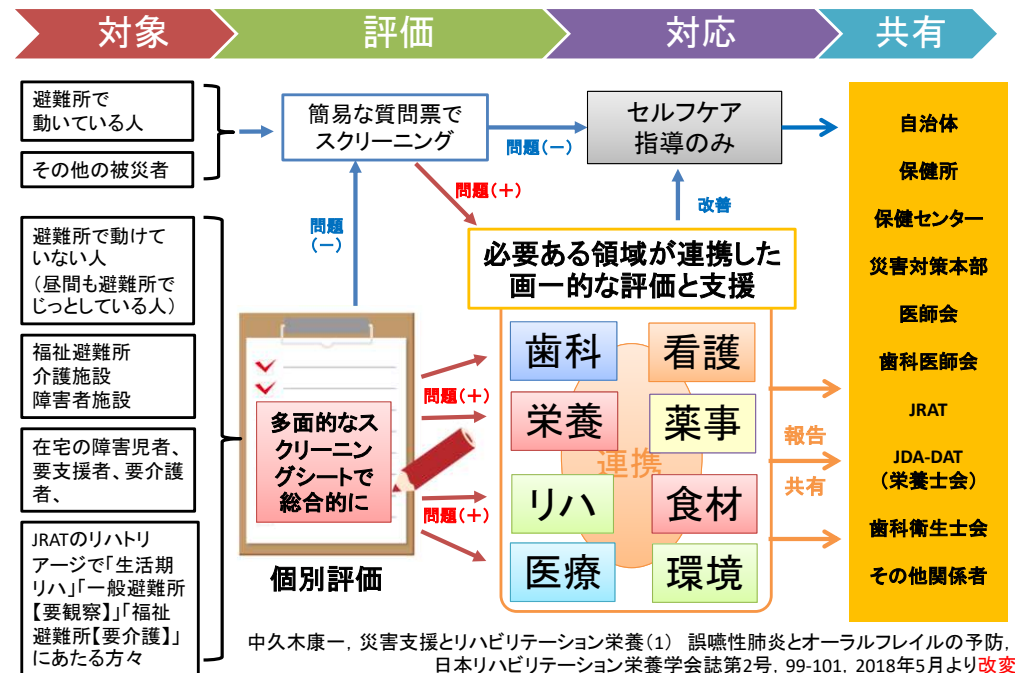 対象
評価
対応
共有
避難所で
動いている人
その他の被災者
避難所で動けて
いない人
（昼間も避難所で
じっとしている人）
福祉避難所
介護施設
障害者施設
在宅の障害児者、
要支援者、要介護
者、
JRATのリハトリ
アージで「生活期
リハ」「一般避難所
【要観察】」「福祉
避難所【要介護】」
にあたる方々
簡易な質問票で
スクリーニング
問題（－）
問題（＋）
問題
（－）
多面的なス
クリーニン
グシートで
総合的に
個別評価
問題（＋）
問題（＋）
セルフケア
指導のみ
改善
必要ある領域が連携した
画一的な評価と支援
歯科
看護
栄養
薬事
連携
リハ
食材
医療
環境
報告
共有
自治体
保健所
保健センター
災害対策本部
医師会
歯科医師会
JRAT
JDA-DAT
（栄養士会）
歯科衛生士会
その他関係者
中久木康一，災害支援とリハビリテーション栄養（1）　誤嚥性肺炎とオーラルフレイルの予防，
日本リハビリテーション栄養学会誌第2号，99-101，2018年5月より改変